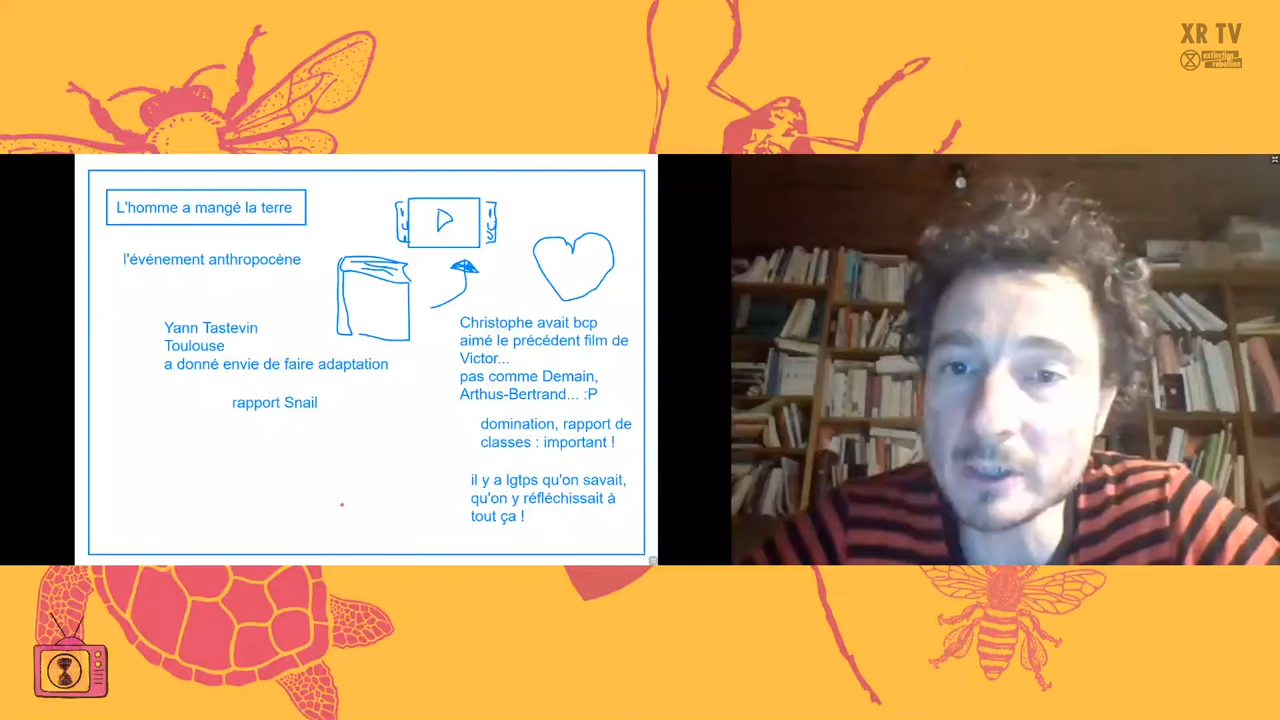 XR TV
extinction
rebellion
L'homme a mangé la terre
l'événement anthropocène
Yann Tastevin
Toulouse
a donné envie de faire adaptation
rapport Snail
Christophe avait bcp
aimé le précédent film de
Victor...
pas comme Demain,
Arthus-Bertrand... :P
domination, rapport de
classes : important !
il y a lgtps qu'on savait,
qu'on y réfléchissait à
tout ça !